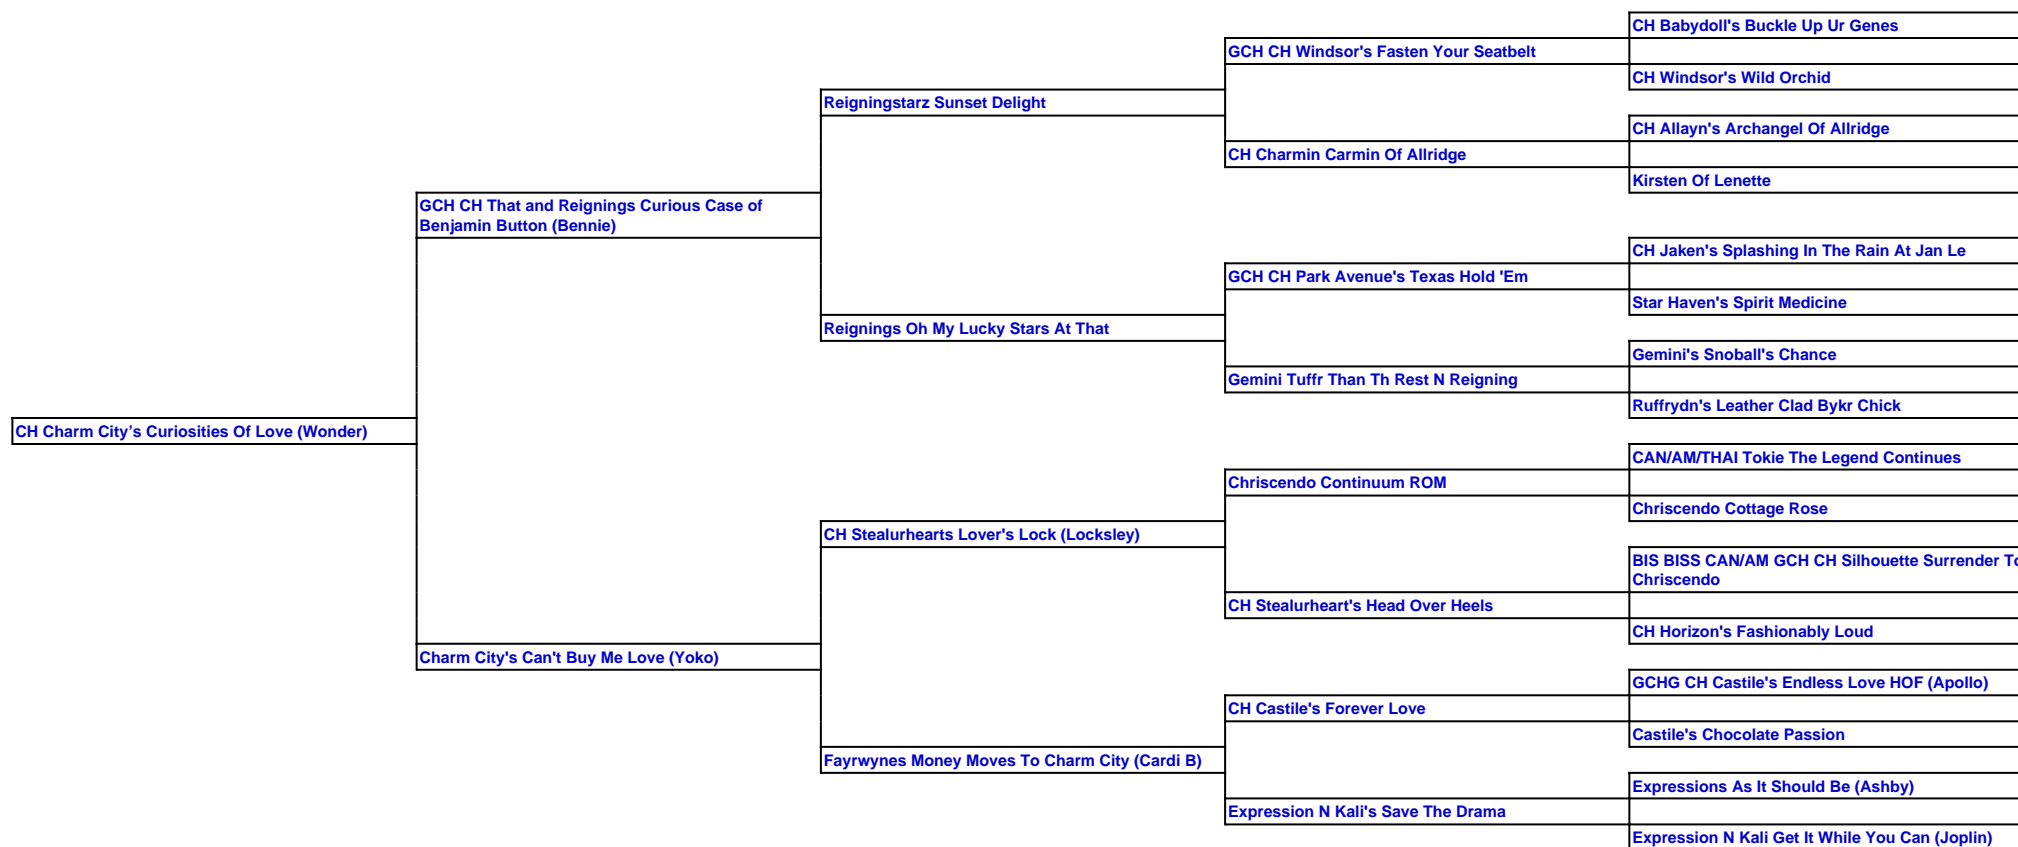 CH Babydoll's Buckle Up Ur Genes
GCH CH Windsor's Fasten Your Seatbelt
CH Windsor's Wild Orchid
Reigningstarz Sunset Delight
CH Allayn's Archangel Of Allridge
CH Charmin Carmin Of Allridge
Kirsten Of Lenette
GCH CH That and Reignings Curious Case of
Benjamin Button (Bennie)
CH Jaken's Splashing In The Rain At Jan Le
GCH CH Park Avenue's Texas Hold 'Em
Star Haven's Spirit Medicine
Reignings Oh My Lucky Stars At That
Gemini's Snoball's Chance
Gemini Tuffr Than Th Rest N Reigning
Ruffrydn's Leather Clad Bykr Chick
CH Charm City’s Curiosities Of Love (Wonder)
CAN/AM/THAI Tokie The Legend Continues
Chriscendo Continuum ROM
Chriscendo Cottage Rose
CH Stealurhearts Lover's Lock (Locksley)
BIS BISS CAN/AM GCH CH Silhouette Surrender To
Chriscendo
CH Stealurheart's Head Over Heels
CH Horizon's Fashionably Loud
Charm City's Can't Buy Me Love (Yoko)
GCHG CH Castile's Endless Love HOF (Apollo)
CH Castile's Forever Love
Castile's Chocolate Passion
Fayrwynes Money Moves To Charm City (Cardi B)
Expressions As It Should Be (Ashby)
Expression N Kali's Save The Drama
Expression N Kali Get It While You Can (Joplin)